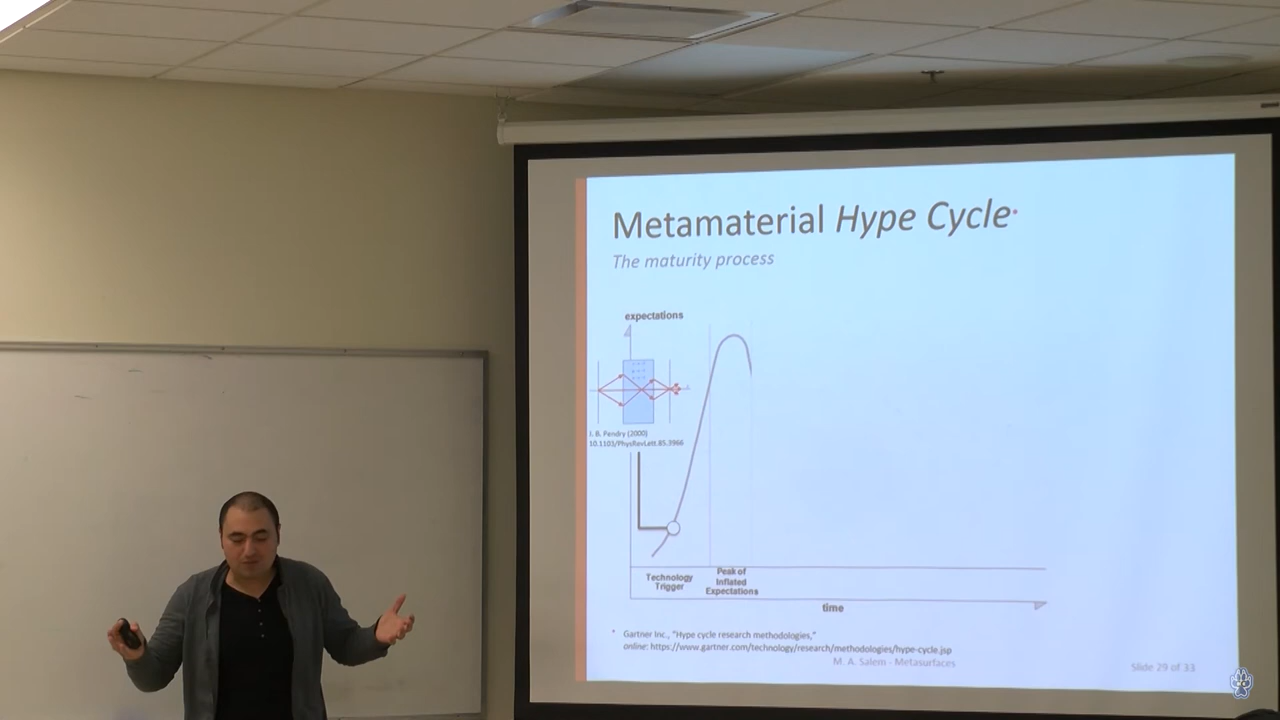 Metamaterial Hype Cycle*
The maturity process
expectations
J. B. Pendry (2000)
10.1103/PhysRevLett.85.3966
Technology
Trigger
Peak of
Inflated
Expectations
time
* Gartner Inc., "Hype cycle research methodologies,"
online: https://www.gartner.com/technology/research/methodologies/hype-cycle.jsp
M. A. Salem - Metasurfaces
Slide 29 of 33